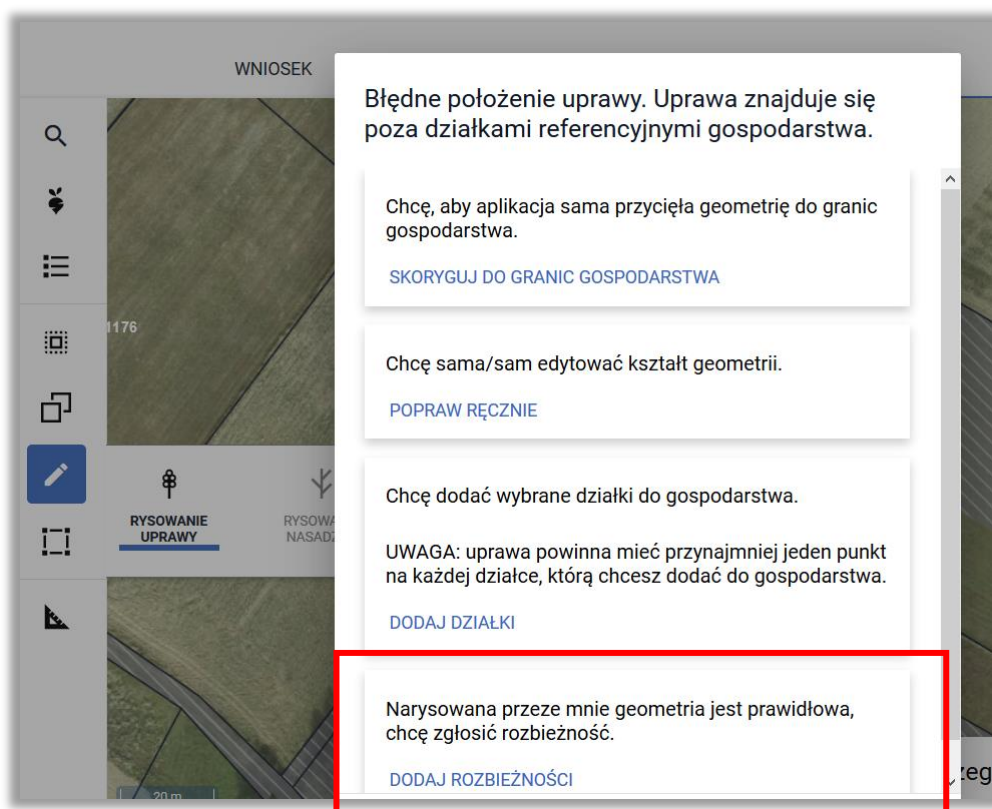 WNIOSEK
Błędne położenie uprawy. Uprawa znajduje się
poza działkami referencyjnymi gospodarstwa.
Chcę, aby aplikacja sama przycięła geometrię do granic
gospodarstwa.
SKORYGUJ DO GRANIC GOSPODARSTWA
1176
Chcę sama/sam edytować kształt geometrii.
POPRAW RĘCZNIE
RYSOWANIE
UPRAWY
Chcę dodać wybrane działki do gospodarstwa.
UWAGA: uprawa powinna mieć przynajmniej jeden punkt
na każdej działce, którą chcesz dodać do gospodarstwa.
DODAJ DZIAŁKI
Narysowana przeze mnie geometria jest prawidłowa,
chcę zgłosić rozbieżność.
DODAJ ROZBIEŻNOŚCI
20 m